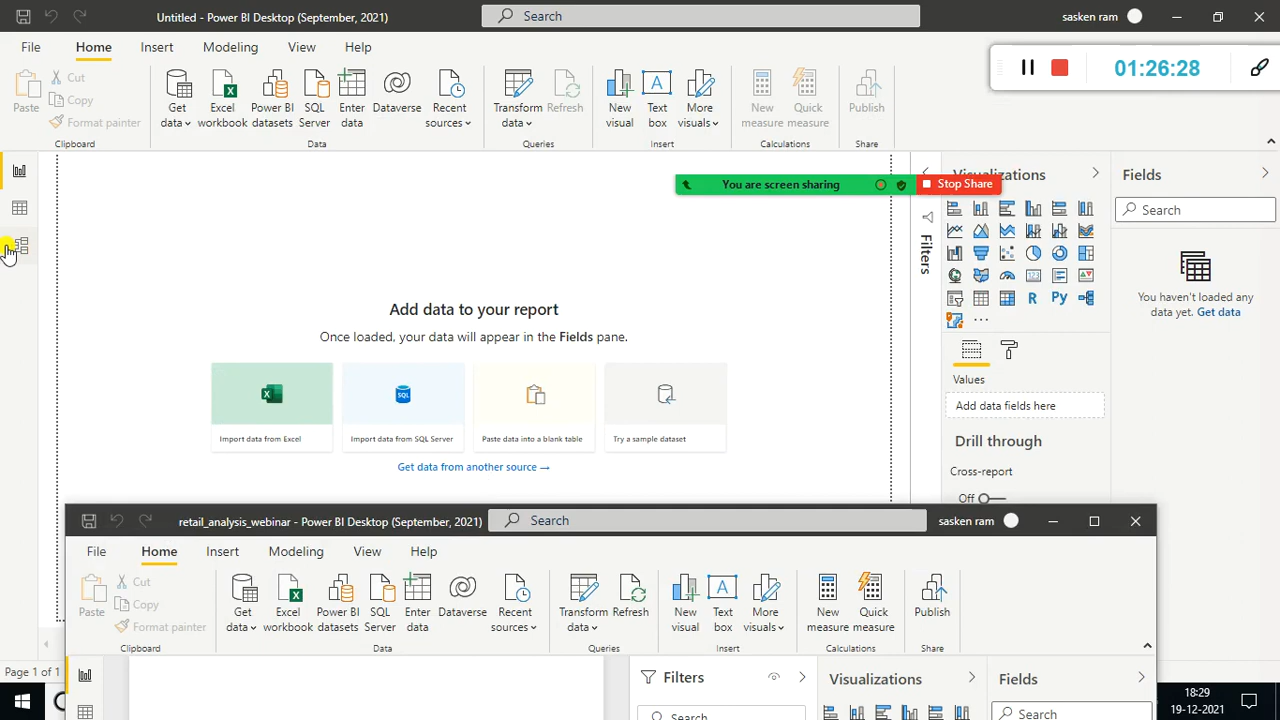 Untitled - Power BI Desktop (September, 2021)
Search
sasken ram
File Home Insert Modeling View Help
01:26:28
Paste
Cut
Copy
Format painter
Clipboard
Get data
Excel workbook
Power BI datasets
SQL Server
Enter data
Dataverse
Recent sources
Data
Transform data
Refresh
Queries
New visual
Text box
More visuals
Insert
New measure
Quick measure
Calculations
Publish
Share
You are screen sharing
Stop Share
Filters
Visualizations
R
Py
Values
Add data fields here
Drill through
Cross-report
Off
Fields
Search
You haven't loaded any
data yet. Get data
Add data to your report
Once loaded, your data will appear in the Fields pane.
SQL
Import data from Excel
Import data from SQL Server
Paste data into a blank table
Try a sample dataset
Get data from another source →
retail_analysis_webinar - Power BI Desktop (September, 2021)
Search
sasken ram
File Home Insert Modeling View Help
Paste
Cut
Copy
Format painter
Clipboard
Get data
Excel workbook
Power BI datasets
SQL Server
Enter data
Dataverse
Recent sources
Data
Transform data
Refresh
Queries
New visual
Text box
More visuals
Insert
New measure
Quick measure
Calculations
Publish
Share
Filters
Search
Visualizations
Fields
Search
Page 1 of 1
18:29
19-12-2021